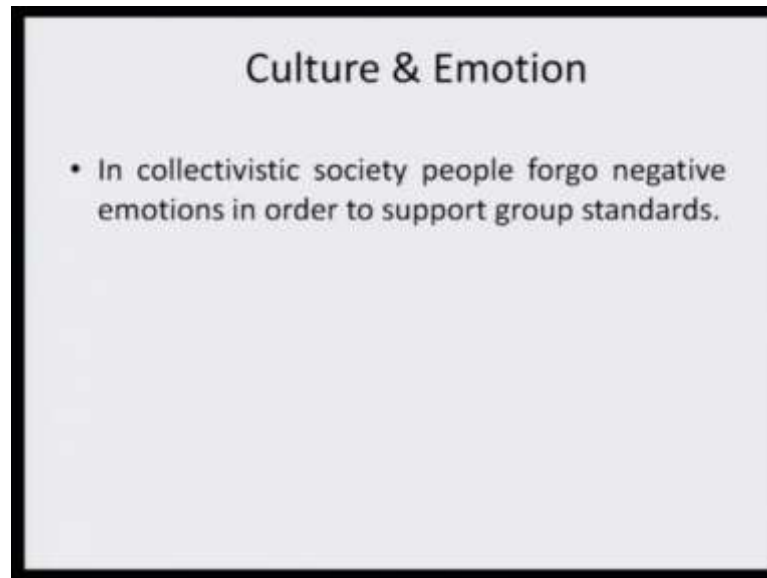 Culture & Emotion
• In collectivistic society people forgo negative
emotions in order to support group standards.